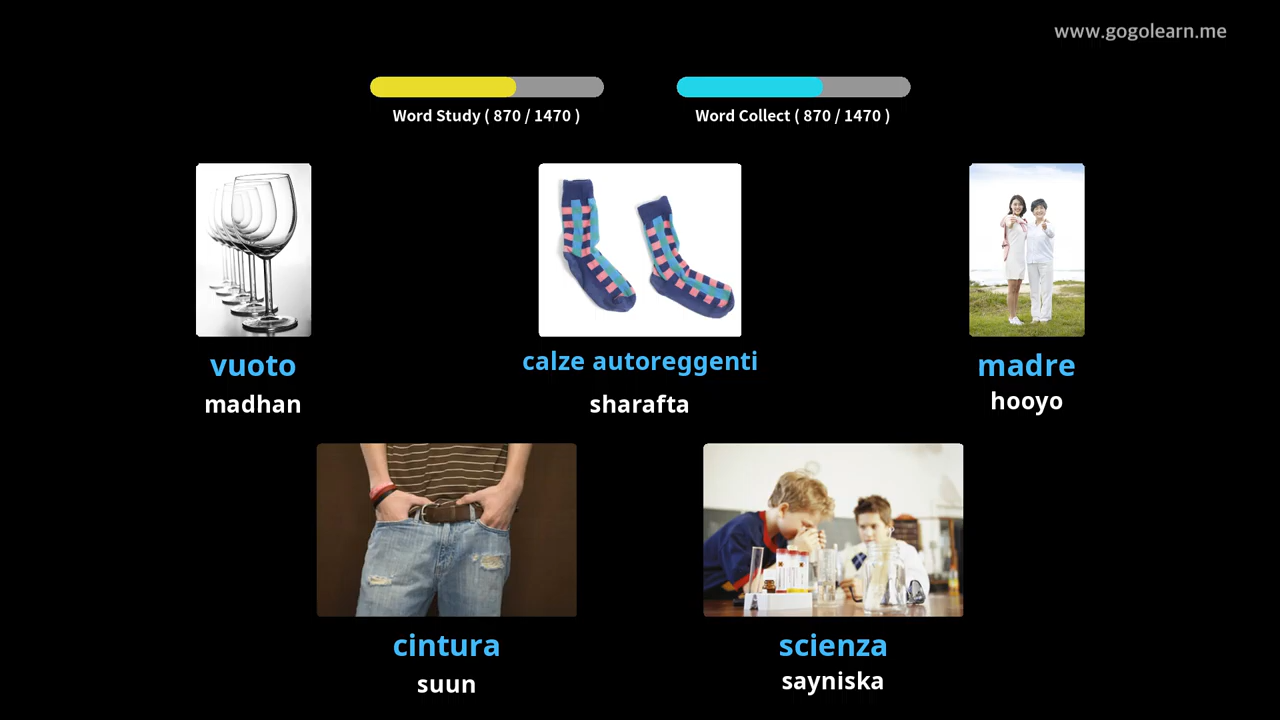 www.gogolearn.me
Word Study ( 870 / 1470 )
Word Collect ( 870 / 1470 )
vuoto
madhan
calze autoreggenti
sharafta
madre
hooyo
cintura
suun
scienza
sayniska